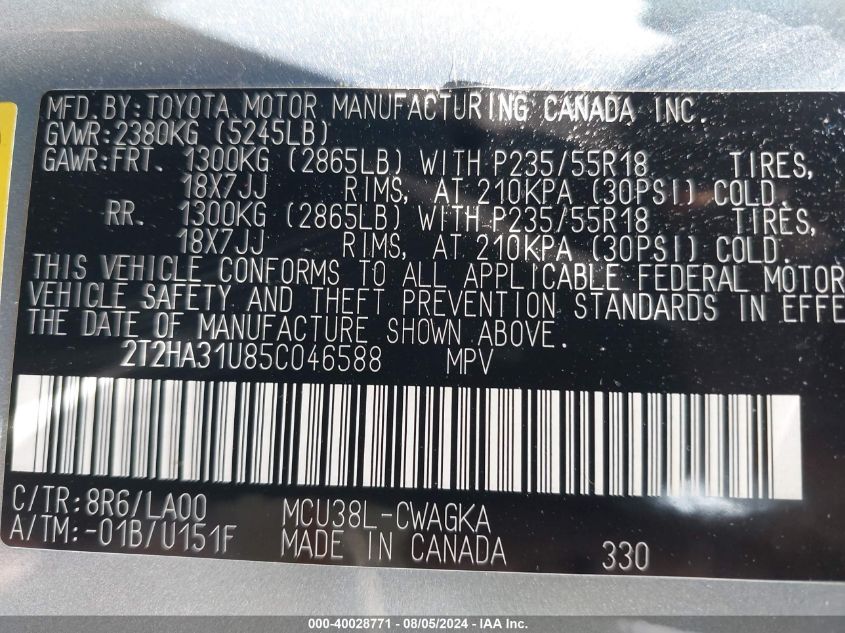 MFD.BY:TOYOTA MOTOR MANUFACTURING CANADA INC.
GVWR:2380KG (5245LB)
GAWR:FRT. 1300KG (2865LB) WITH P235/55R18 TIRES,
18X7JJ RIMS, AT 210KPA (30PSI) COLD.
RR. 1300KG (2865LB) WITH P235/55R18 TIRES,
18X7JJ RIMS, AT 210KPA (30PSI) COLD.
THIS VEHICLE CONFORMS TO ALL APPLICABLE FEDERAL MOTOR
VEHICLE SAFETY AND THEFT PREVENTION STANDARDS IN EFFE
THE DATE OF MANUFACTURE SHOWN ABOVE.
2T2HA31U85C046588 MPV
C/TR:8R6/LA00 MCU38L-CWAGKA
A/TM:-01B/U151F MADE IN CANADA 330
000-40028771 - 08/05/2024 - IAA Inc.